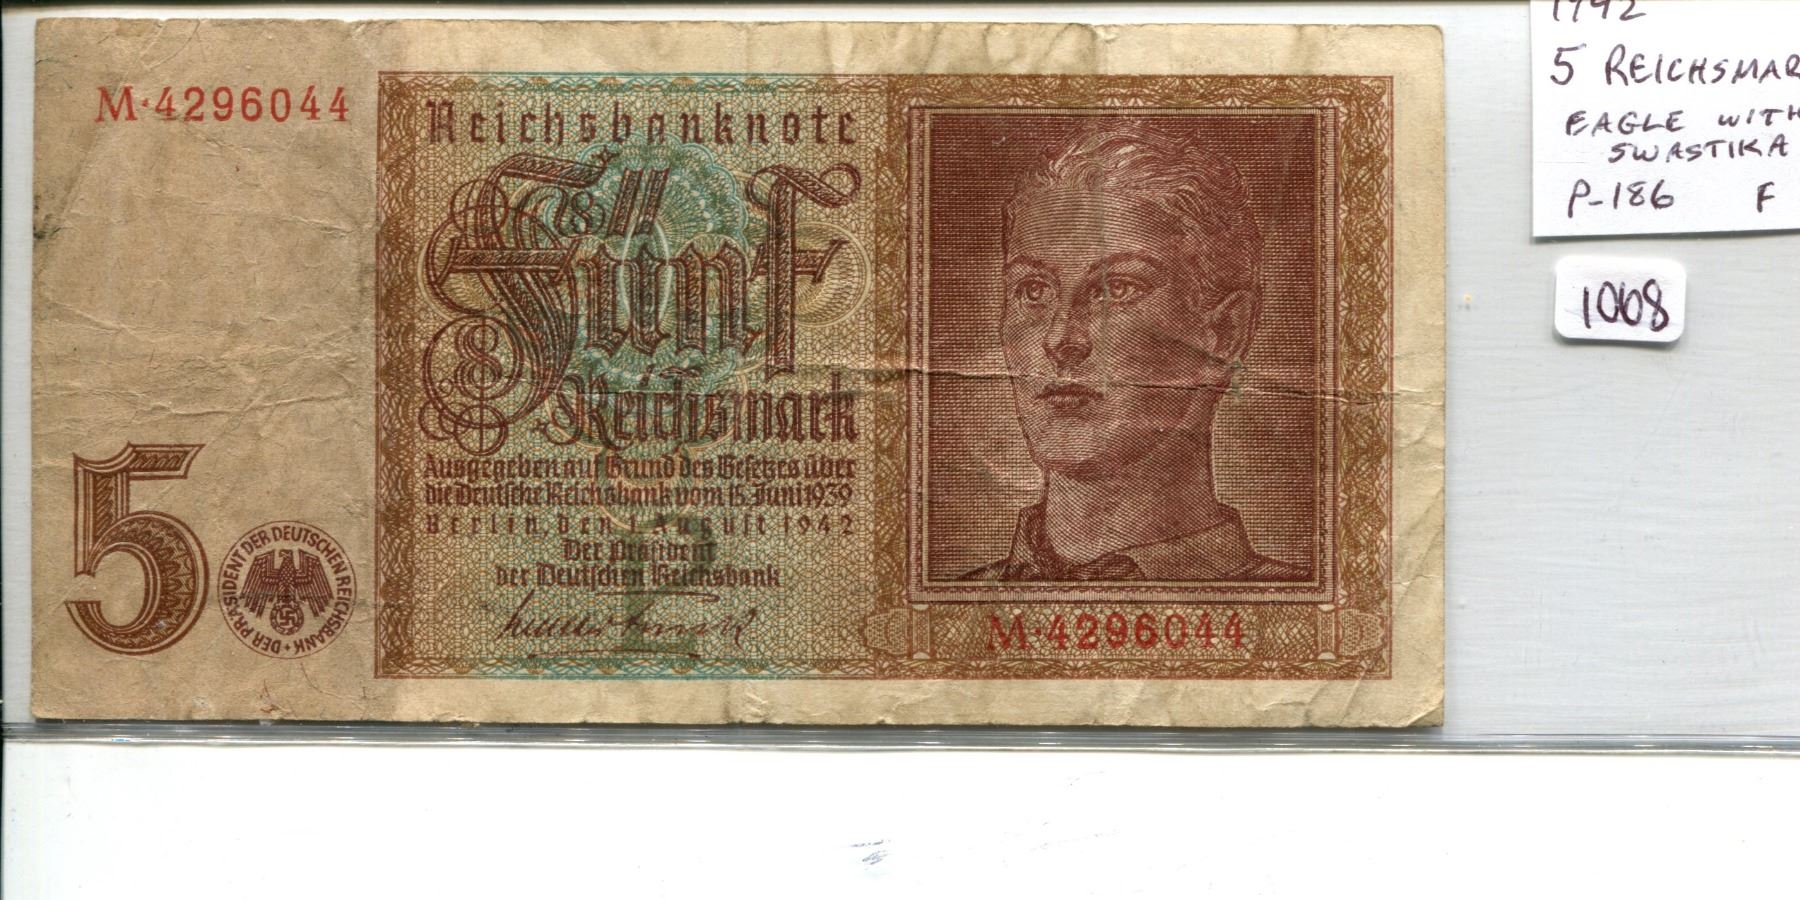 M·4296044
Reichsbanknote
Fünf
Reichsmark
Ausgegeben auf Grund des Gesetzes über
die Deutsche Reichsbank vom 15. Juni 1939
Berlin, den 1. August 1942
Der Präsident
der Deutschen Reichsbank
5
DER PRÄSIDENT DER DEUTSCHEN REICHSBANK +
M·4296044
1942
5 REICHSMAR
EAGLE WITH
SWASTIKA
P-186 F
1068